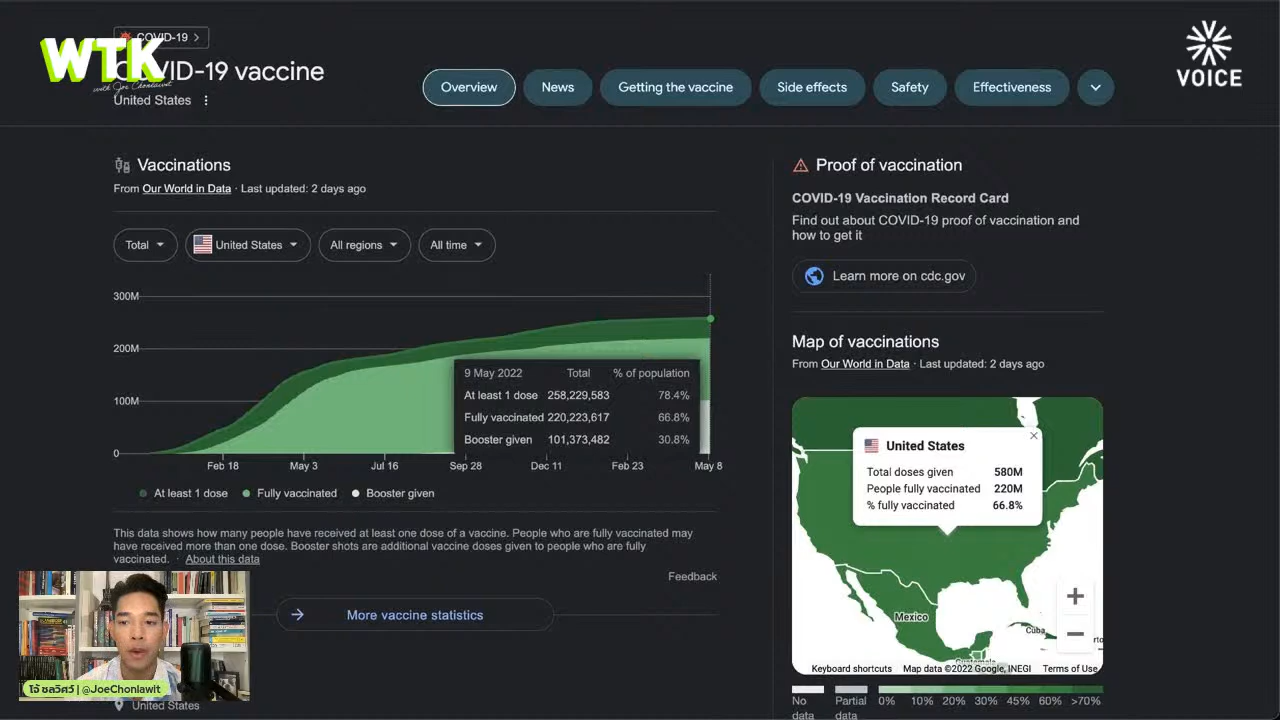 WTK
with Joe Chonlawit
VOICE
COVID-19
COVID-19 vaccine
United States
Overview
News
Getting the vaccine
Side effects
Safety
Effectiveness
Vaccinations
From Our World in Data · Last updated: 2 days ago
Total
United States
All regions
All time
300M
200M
100M
0
9 May 2022 Total % of population
At least 1 dose 258,229,583 78.4%
Fully vaccinated 220,223,617 66.8%
Booster given 101,373,482 30.8%
Feb 18 May 3 Jul 16 Sep 28 Dec 11 Feb 23 May 8
At least 1 dose Fully vaccinated Booster given
This data shows how many people have received at least one dose of a vaccine. People who are fully vaccinated may
have received more than one dose. Booster shots are additional vaccine doses given to people who are fully
vaccinated. · About this data
Feedback
More vaccine statistics
โจ้ ชลวิศว์ | @JoeChonlawit
United States
Proof of vaccination
COVID-19 Vaccination Record Card
Find out about COVID-19 proof of vaccination and
how to get it
Learn more on cdc.gov
Map of vaccinations
From Our World in Data · Last updated: 2 days ago
United States
Total doses given 580M
People fully vaccinated 220M
% fully vaccinated 66.8%
Mexico
Cuba
Guatemala
Keyboard shortcuts Map data ©2022 Google, INEGI Terms of Use
No data
Partial data
0% 10% 20% 30% 45% 60% >70%